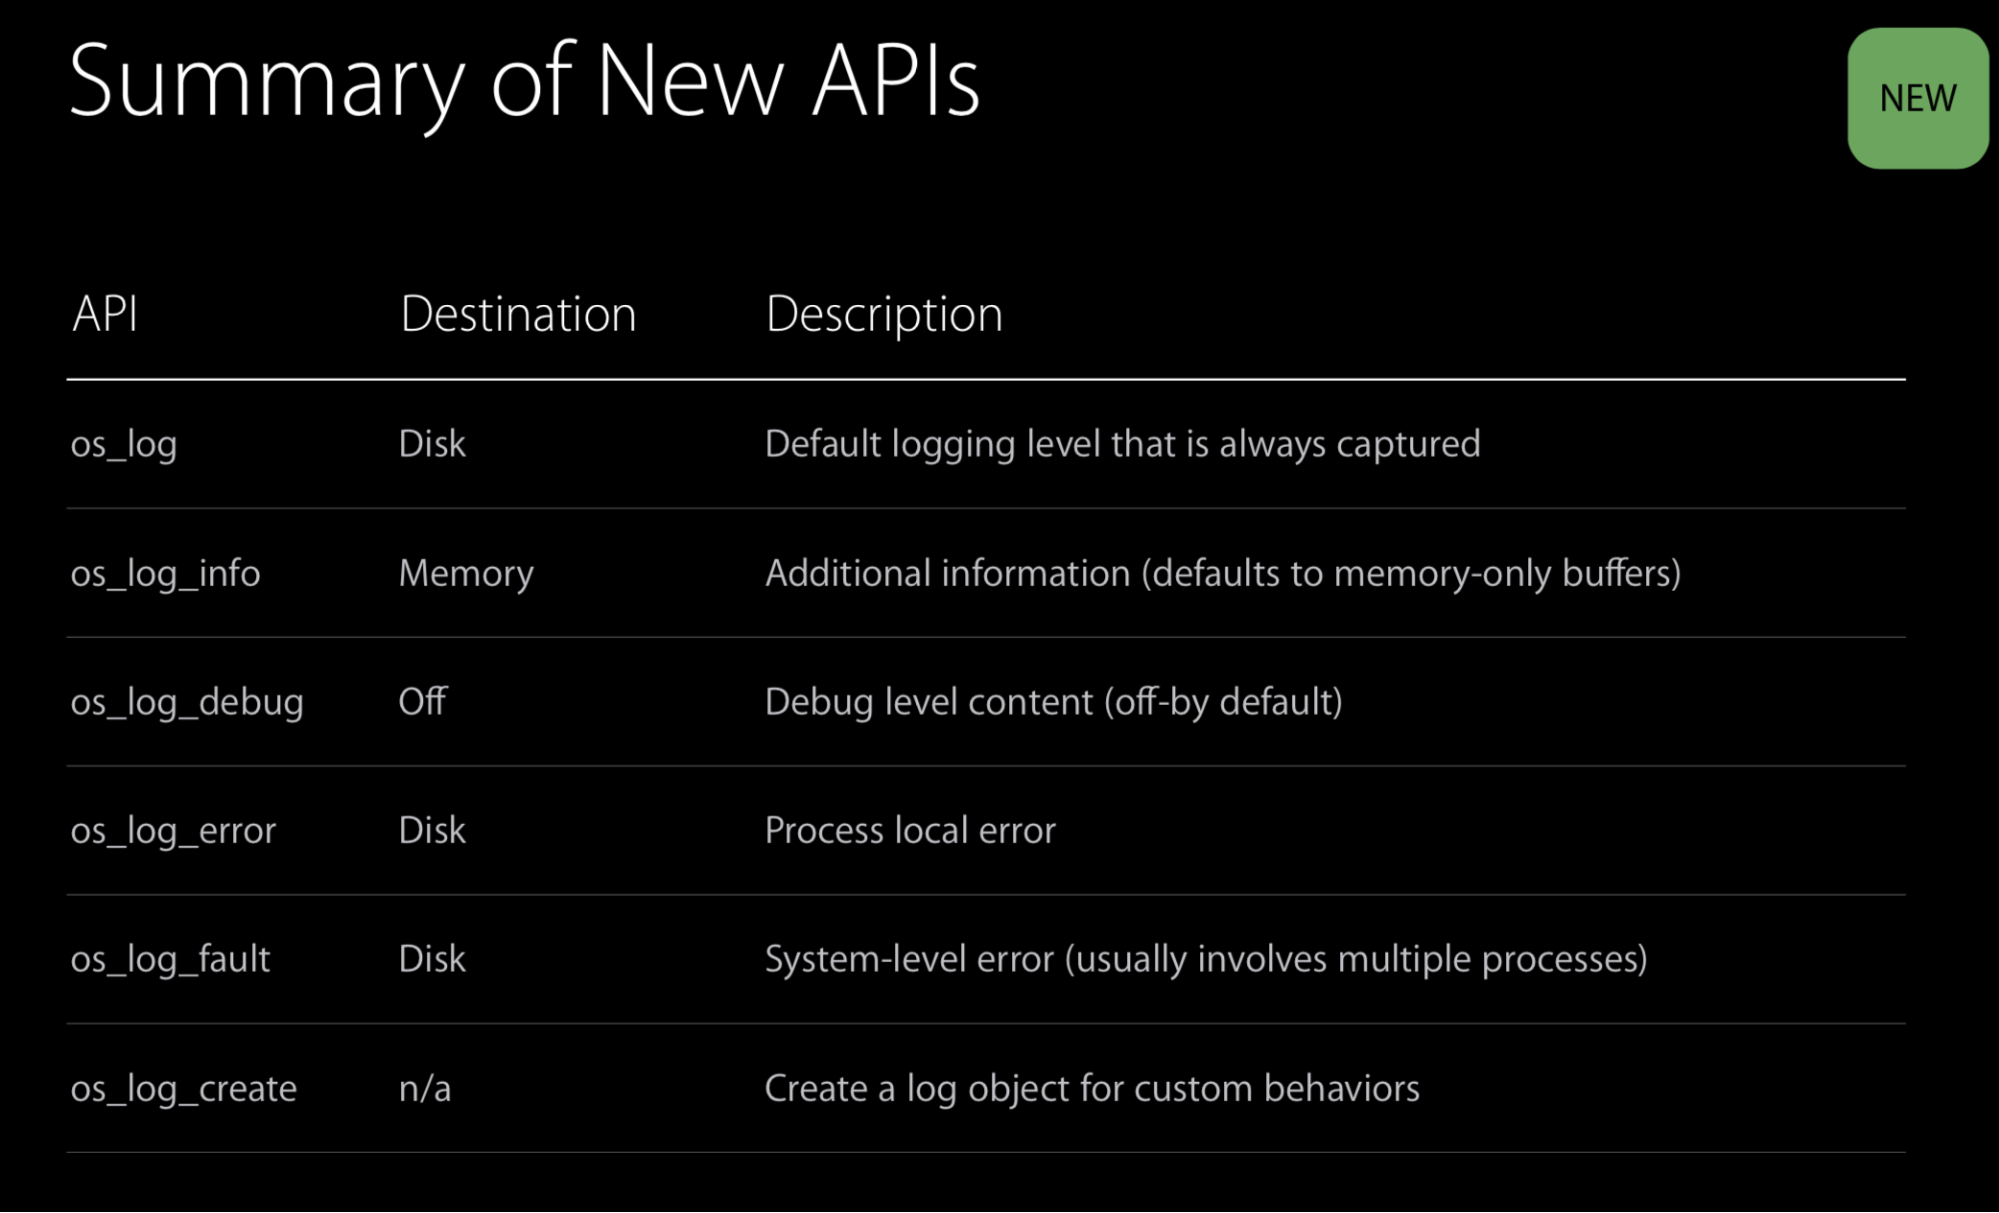 Summary of New APIs
NEW
API Destination Description
os_log Disk Default logging level that is always captured
os_log_info Memory Additional information (defaults to memory-only buffers)
os_log_debug Off Debug level content (off-by default)
os_log_error Disk Process local error
os_log_fault Disk System-level error (usually involves multiple processes)
os_log_create n/a Create a log object for custom behaviors